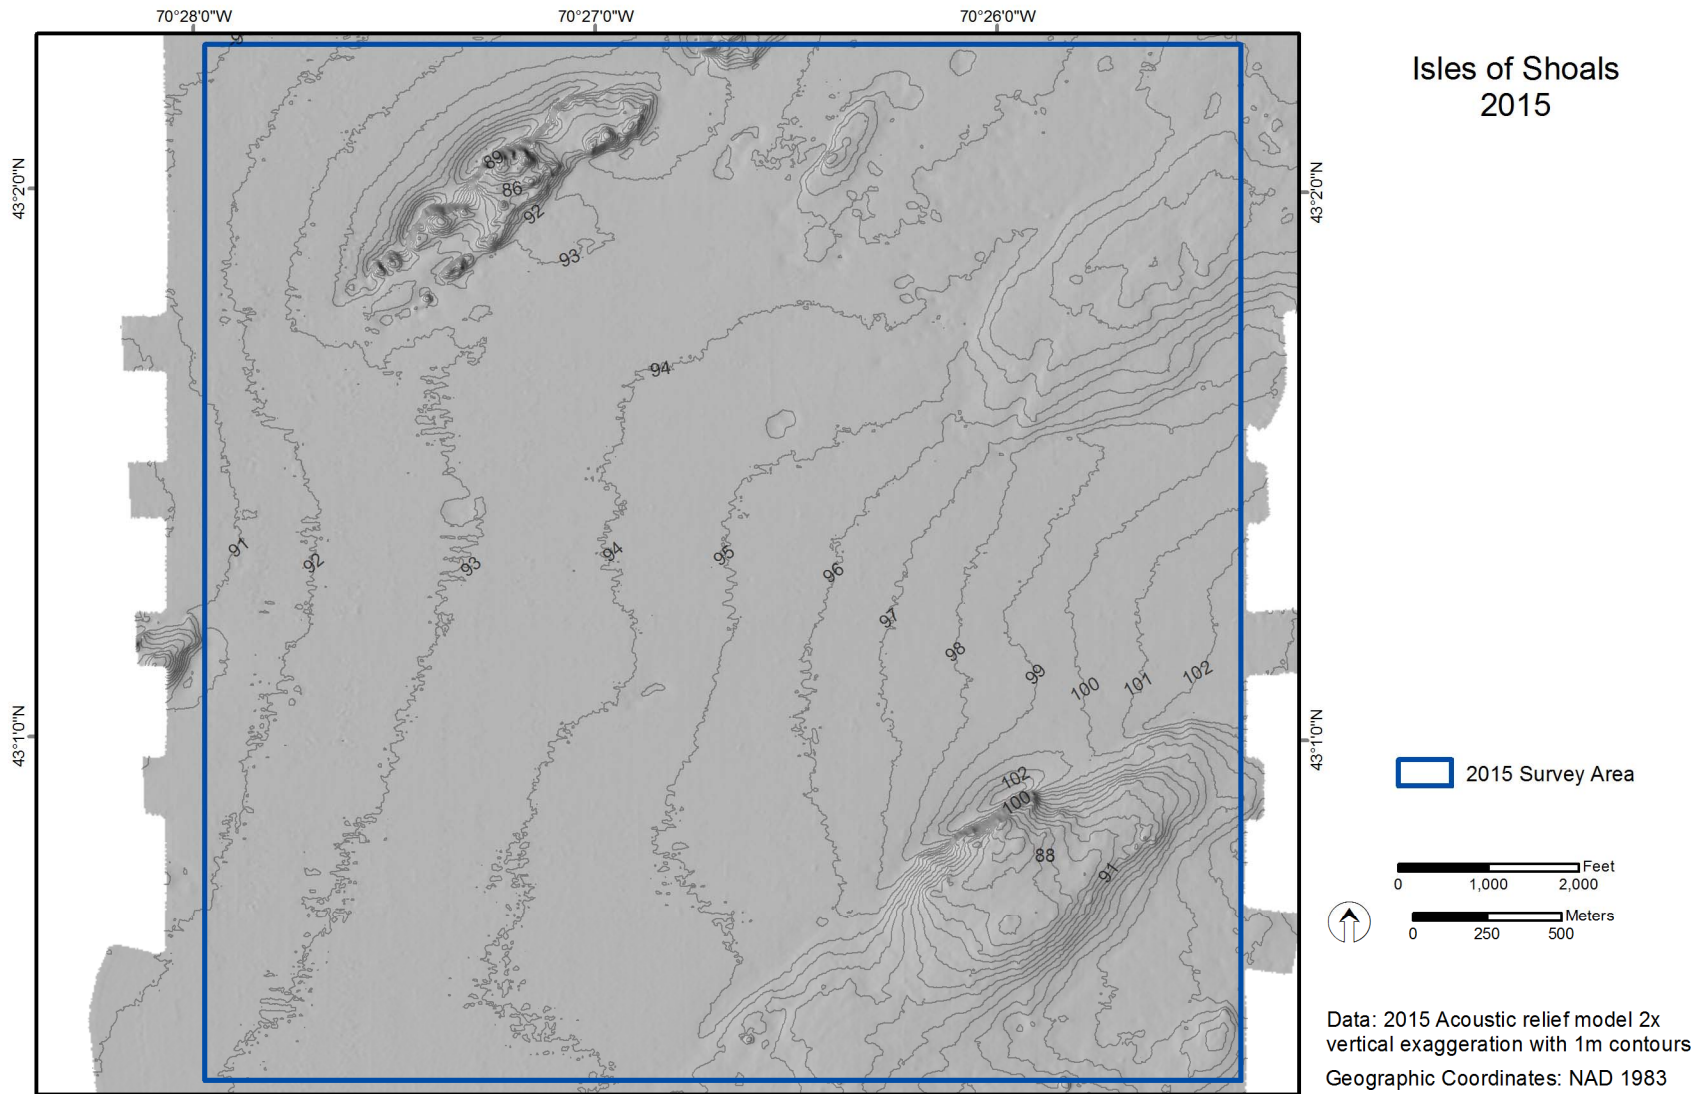 70°28'0"W 70°27'0"W 70°26'0"W
Isles of Shoals
2015
43°2'0"N
43°2'0"N
89
86
92
93
94
91
92
93
94
95
96
97
98
99
100
101
102
43°1'0"N
43°1'0"N
102
100
88
91
2015 Survey Area
Feet
0 1,000 2,000
Meters
0 250 500
Data: 2015 Acoustic relief model 2x
vertical exaggeration with 1m contours
Geographic Coordinates: NAD 1983